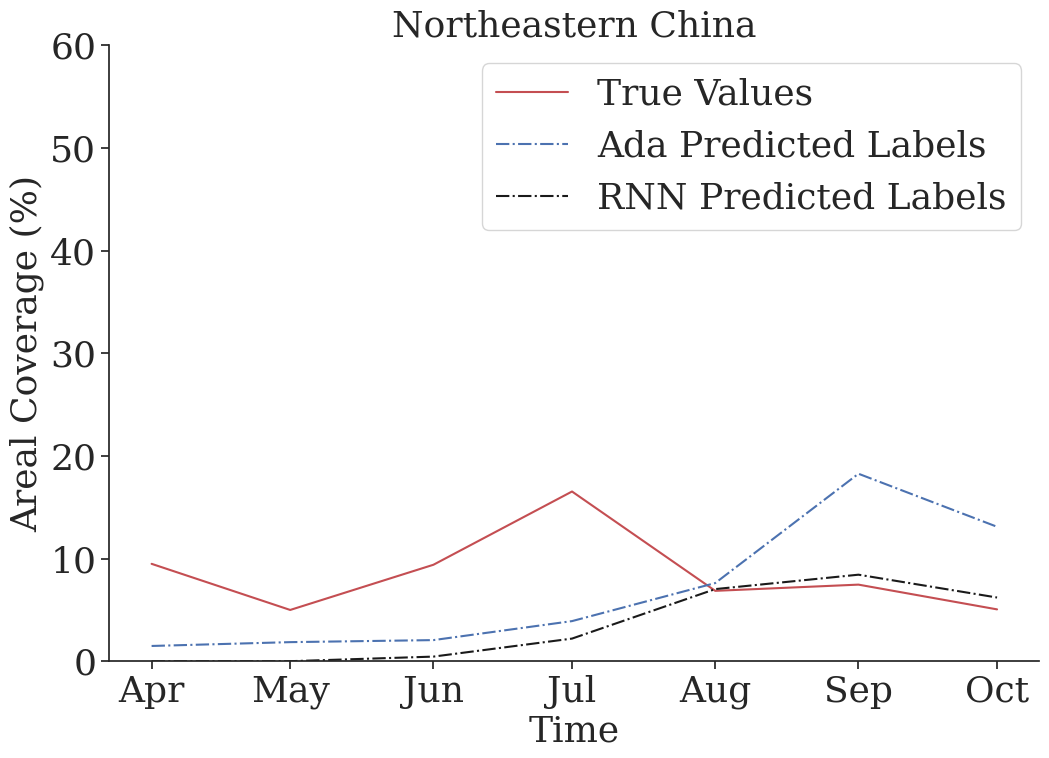 Northeastern China
60
50
40
30
20
10
0
Areal Coverage (%)
True Values
Ada Predicted Labels
RNN Predicted Labels
Apr May Jun Jul Aug Sep Oct
Time